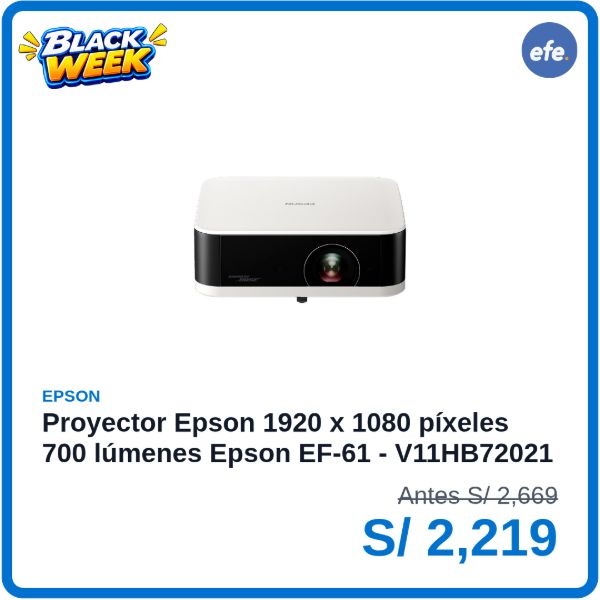 BLACK
WEEK
efe.
EPSON
EPSON
Proyector Epson 1920 x 1080 píxeles
700 lúmenes Epson EF-61 - V11HB72021
Antes S/ 2,669
S/ 2,219